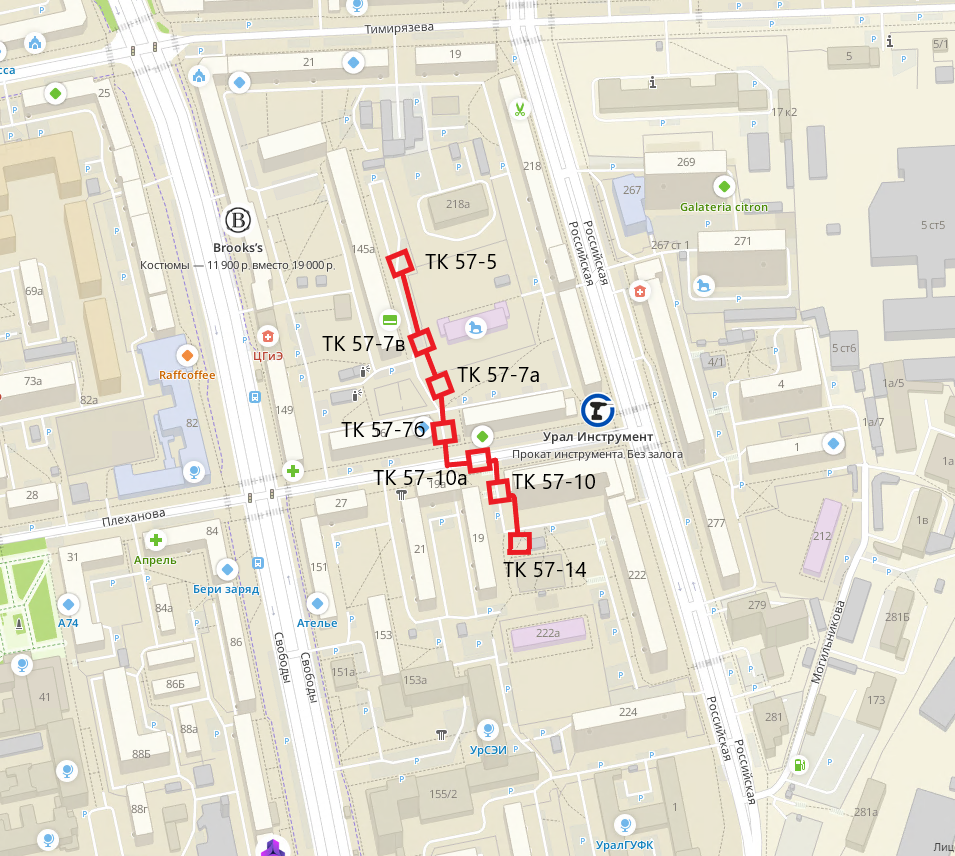 Тимирязева
сса
21
19
25
5
5/1
17 к2
218
269
267
218а
Galateria citron
Российская
Российская
5 ст5
B
Brooks's
Костюмы — 11 900 р. вместо 19 000 р.
145а
ТК 57-5
267 ст 1
271
69а
ЦГиЭ
ТК 57-7в
5 ст6
Raffcoffee
73а
82а
ТК 57-7а
4/1
4
1а/5
149
82
ТК 57-7б
Урал Инструмент
Прокат инструмента. Без залога
1
1а/7
1а
ТК 57-10а
19а
ТК 57-10
28
Плеханова
27
84
277
1в
212
31
Апрель
21
19
151
Бери заряд
ТК 57-14
222
84а
А74
Ателье
279
281Б
153
222а
86
Свободы
Свободы
Могильникова
151а
153а
86Б
41
173
224
88а
281
УрСЭИ
Российская
Российская
88Б
155/2
88г
1
281а
УралГУФК
Лиц